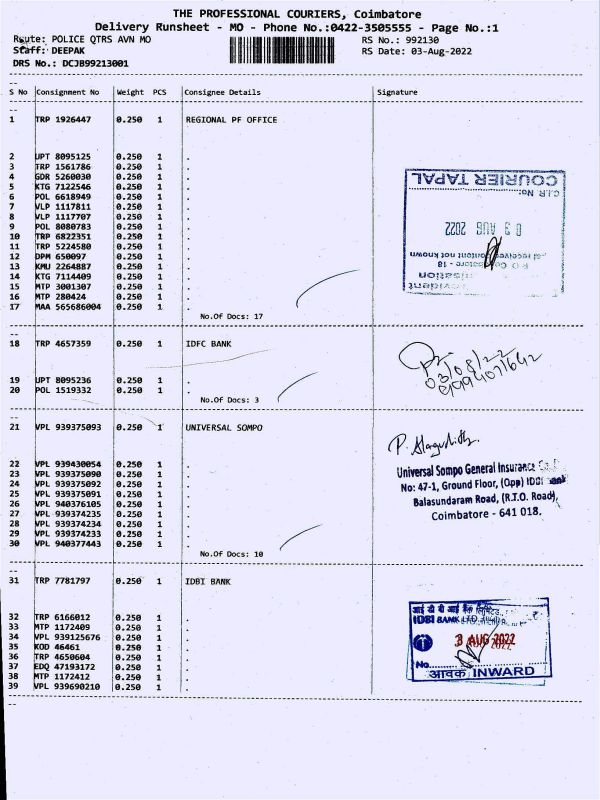 THE PROFESSIONAL COURIERS, Coimbatore
Delivery Runsheet - MO - Phone No.:0422-3505555 - Page No.:1
Route: POLICE QTRS AVN MO
RS No.: 992130
Staff: DEEPAK
RS Date: 03-Aug-2022
DRS No.: DCJB99213001
S No Consignment No Weight PCS Consignee Details Signature
1 TRP 1926447 0.250 1 REGIONAL PF OFFICE
2 UPT 8095125 0.250 1 .
3 TRP 1561786 0.250 1 .
4 GDR 5260030 0.250 1 .
5 KTG 7122546 0.250 1 .
6 POL 6618949 0.250 1 .
7 VLP 1117811 0.250 1 .
8 VLP 1117707 0.250 1 .
9 POL 8080783 0.250 1 .
10 TRP 6822351 0.250 1 .
11 TRP 5224580 0.250 1 .
12 DPM 650097 0.250 1 .
13 KMU 2264887 0.250 1 .
14 KTG 7114409 0.250 1 .
15 MTP 3001307 0.250 1 .
16 MTP 280424 0.250 1 .
17 MAA 565686004 0.250 1 .
No.Of Docs: 17
COURIER TAPAL
C.I.R No:
03 AUG 2022
received content not known
18
18 TRP 4657359 0.250 1 IDFC BANK
19 UPT 8095236 0.250 1 .
20 POL 1519332 0.250 1 .
No.Of Docs: 3
03/08/22
21 VPL 939375093 0.250 1 UNIVERSAL SOMPO
22 VPL 939430054 0.250 1 .
23 VPL 939375090 0.250 1 .
24 VPL 939375092 0.250 1 .
25 VPL 939375091 0.250 1 .
26 VPL 940376105 0.250 1 .
27 VPL 939374235 0.250 1 .
28 VPL 939374234 0.250 1 .
29 VPL 939374233 0.250 1 .
30 VPL 940377443 0.250 1 .
No.Of Docs: 10
Universal Sompo General Insurance
No: 47-1, Ground Floor, (Opp) IDBI Bank
Balasundaram Road, (R.T.O. Road),
Coimbatore - 641 018.
31 TRP 7781797 0.250 1 IDBI BANK
32 TRP 6166012 0.250 1 .
33 MTP 1172409 0.250 1 .
34 VPL 939125676 0.250 1 .
35 KOD 46461 0.250 1 .
36 TRP 4650604 0.250 1 .
37 EDQ 47193172 0.250 1 .
38 MTP 1172412 0.250 1 .
39 VPL 939690210 0.250 1 .
आई डी बी आई बैंक लिमिटेड
IDBI BANK LTD
3 AUG 2022
No.
आवक INWARD